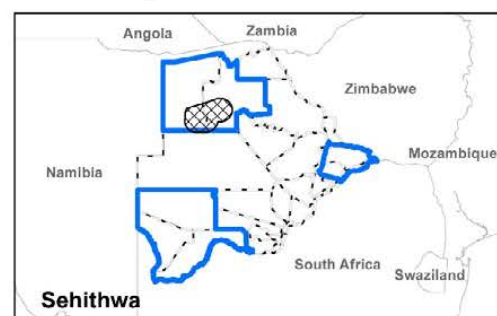 Angola
Zambia
Zimbabwe
Mozambique
Namibia
South Africa
Swaziland
Sehithwa